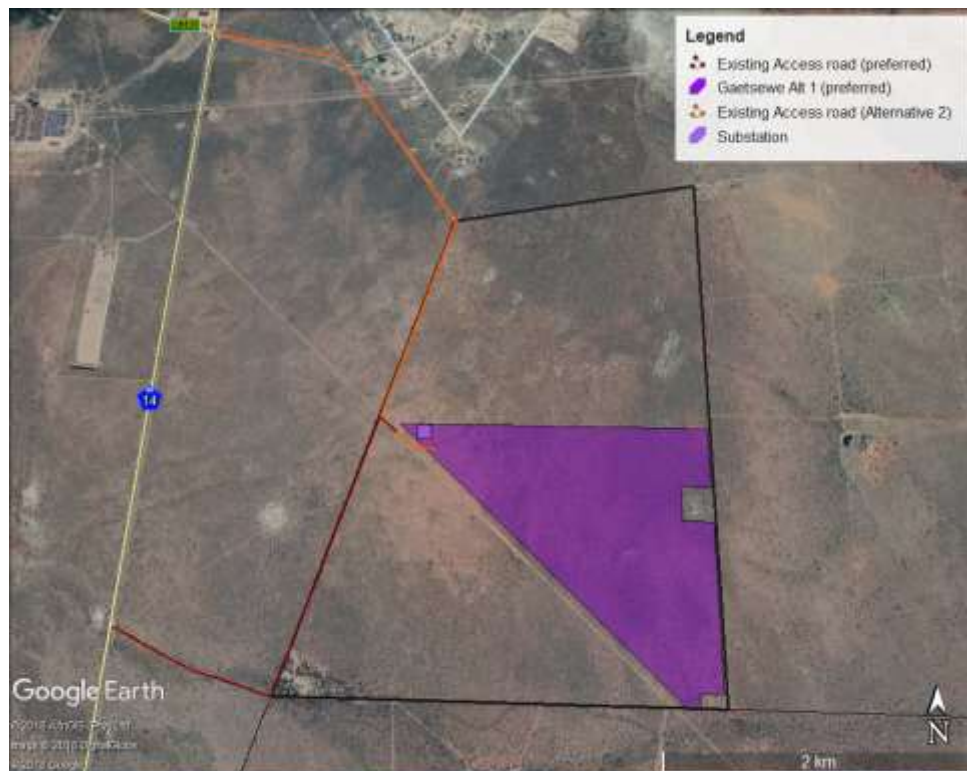 Legend
Existing Access road (preferred)
Gaetsewe Alt 1 (preferred)
Existing Access road (Alternative 2)
Substation
14
Google Earth
N
2 km